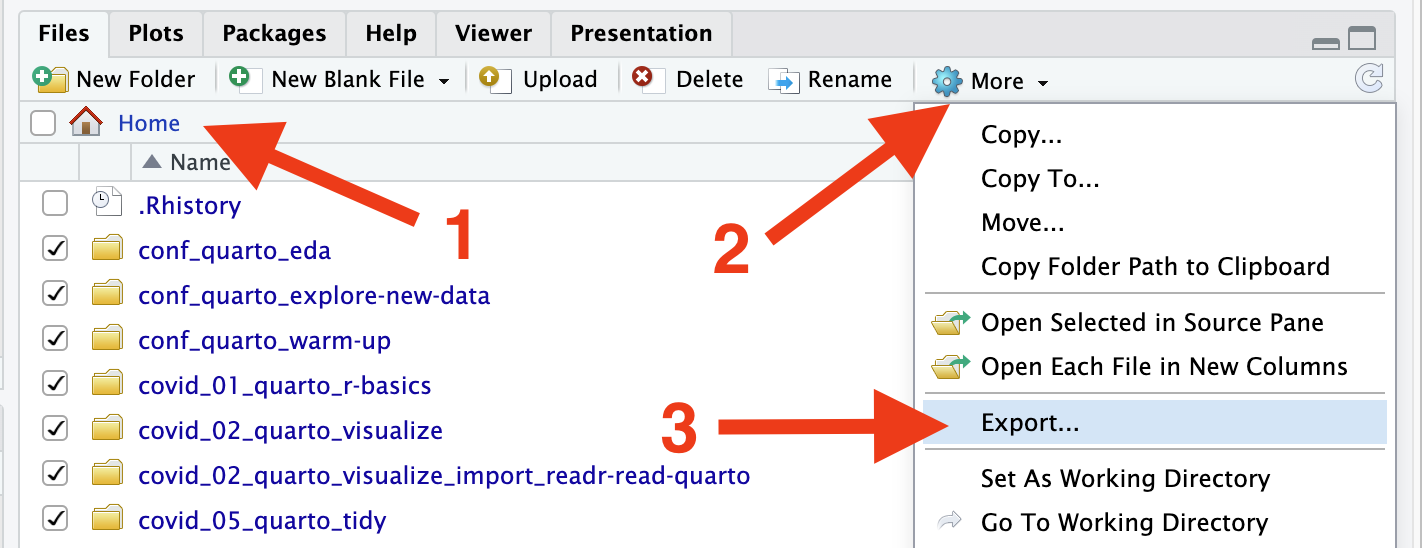 Files Plots Packages Help Viewer Presentation
New Folder New Blank File Upload Delete Rename More
Home
Name
.Rhistory
conf_quarto_eda
conf_quarto_explore-new-data
conf_quarto_warm-up
covid_01_quarto_r-basics
covid_02_quarto_visualize
covid_02_quarto_visualize_import_readr-read-quarto
covid_05_quarto_tidy
1
2
3
Copy...
Copy To...
Move...
Copy Folder Path to Clipboard
Open Selected in Source Pane
Open Each File in New Columns
Export...
Set As Working Directory
Go To Working Directory